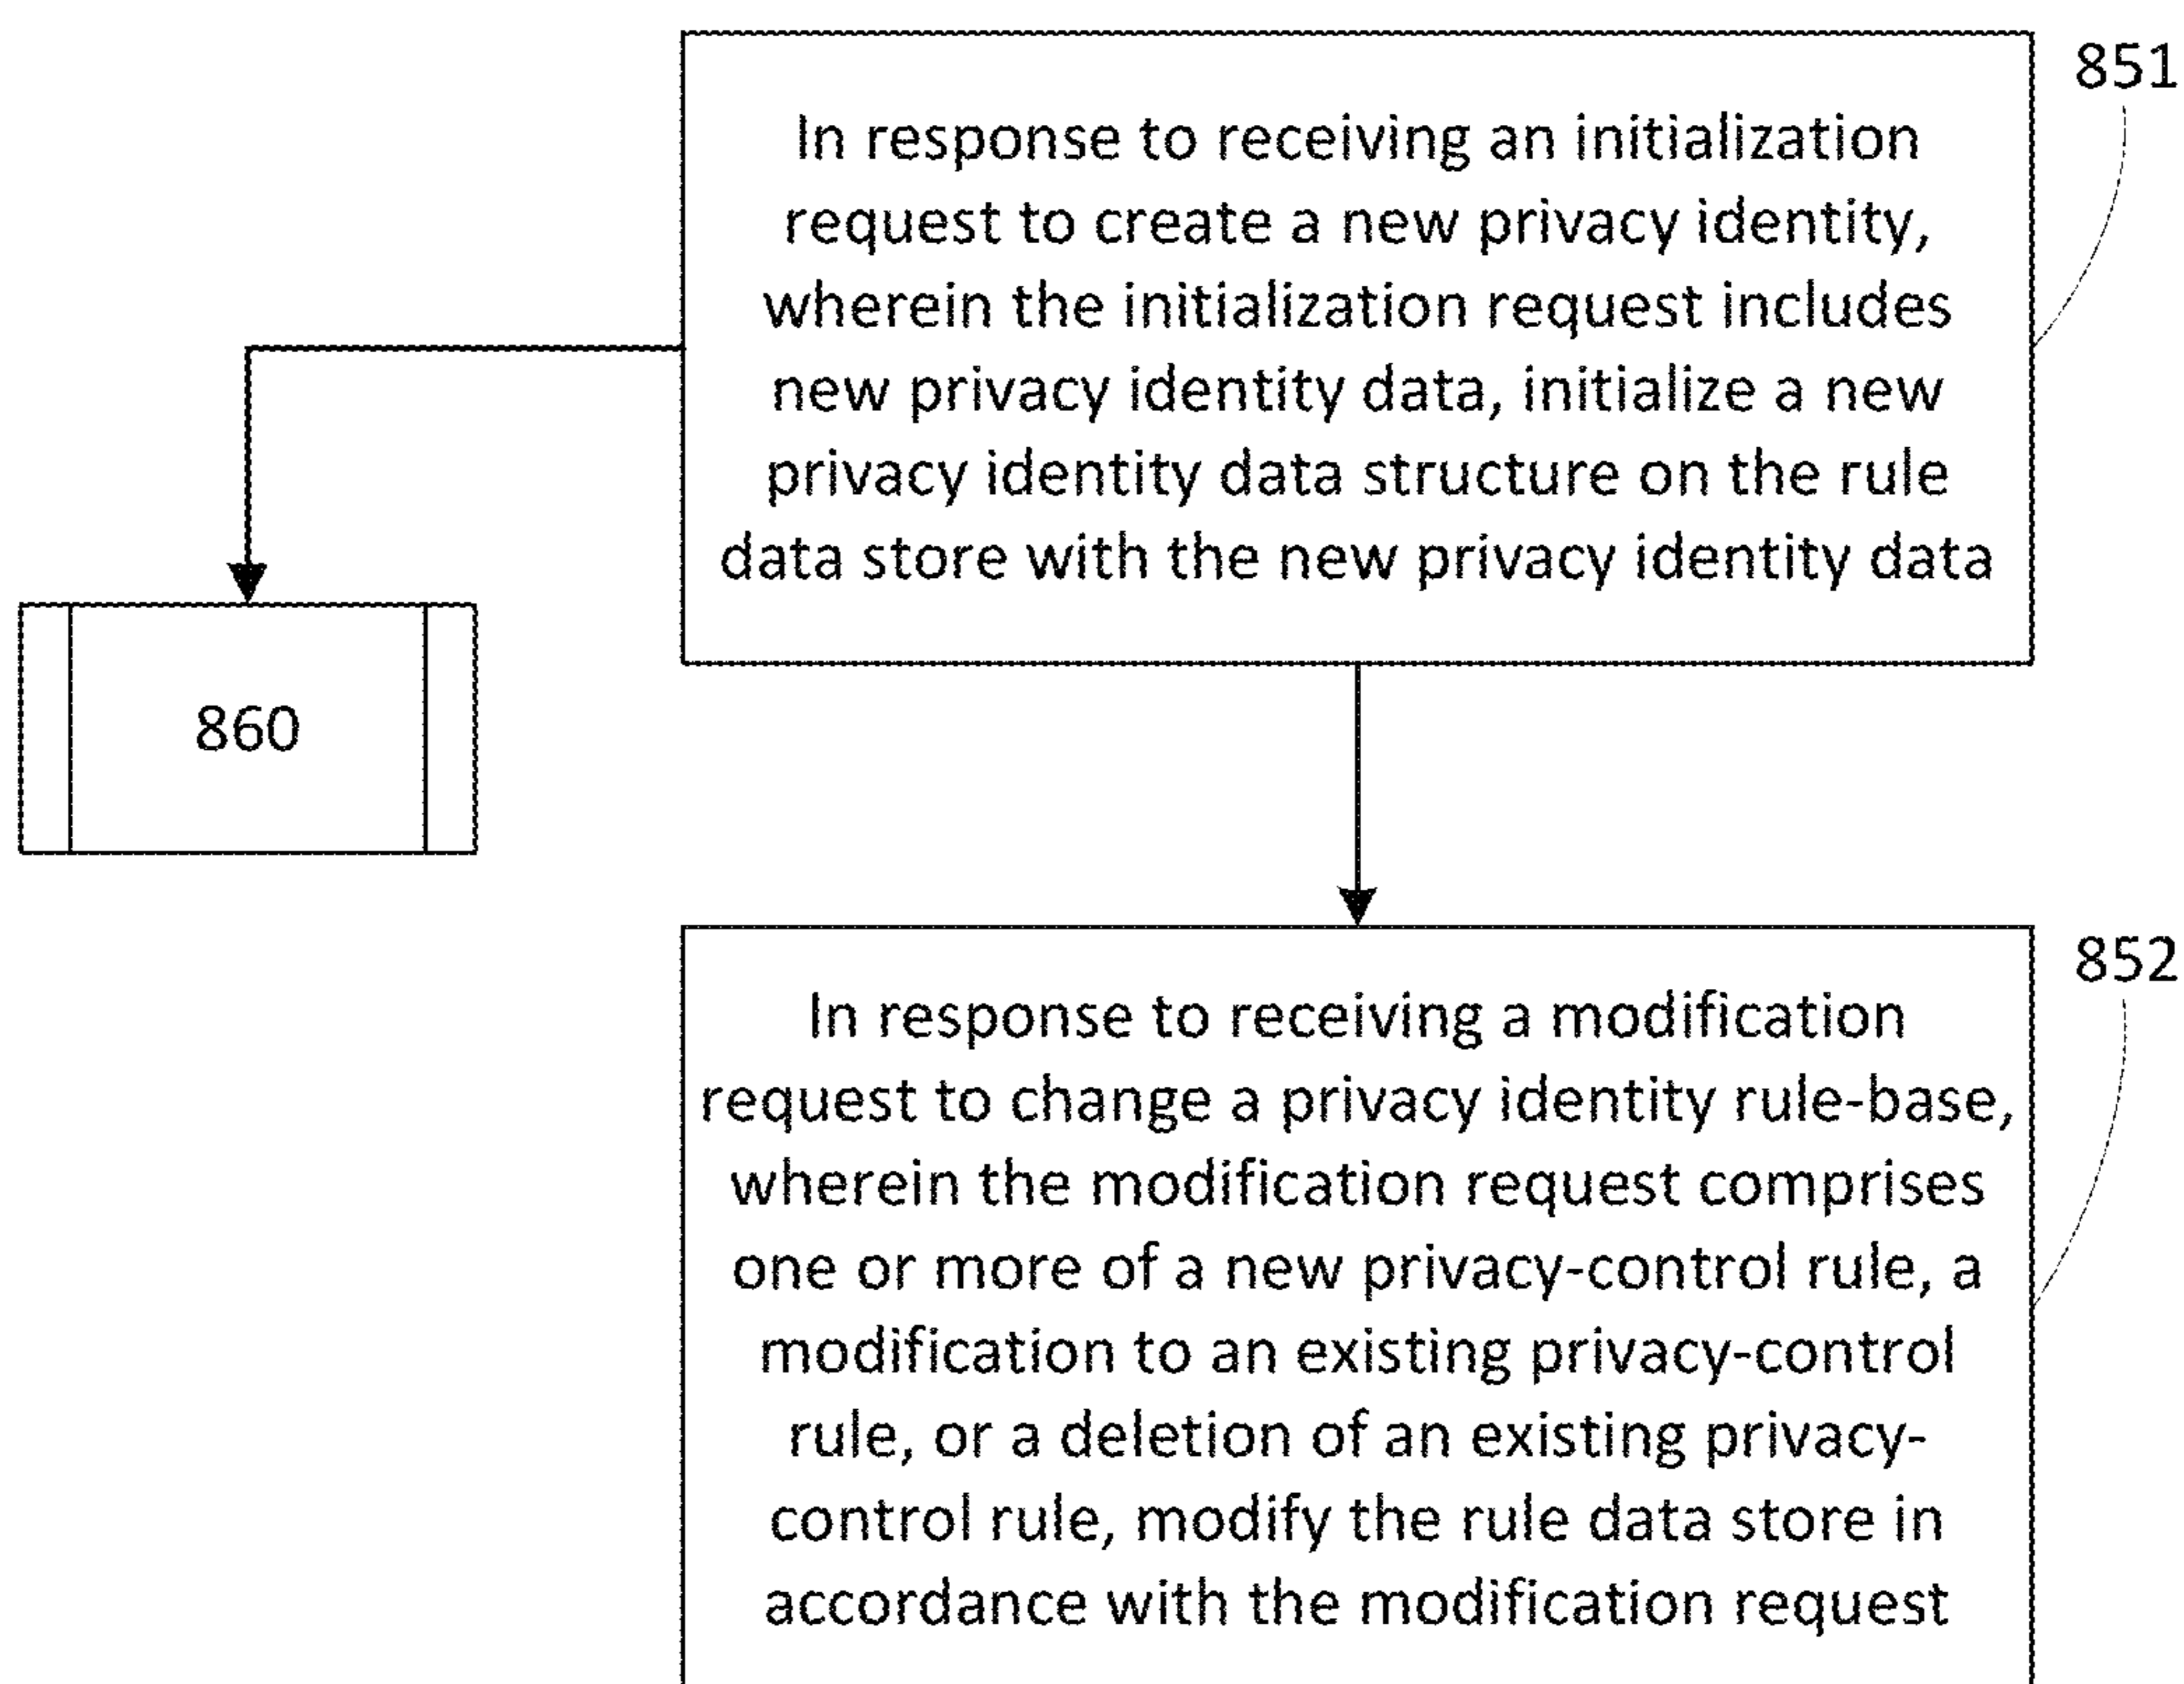 851
In response to receiving an initialization
request to create a new privacy identity,
wherein the initialization request includes
new privacy identity data, initialize a new
privacy identity data structure on the rule
data store with the new privacy identity data
860
852
In response to receiving a modification
request to change a privacy identity rule-base,
wherein the modification request comprises
one or more of a new privacy-control rule, a
modification to an existing privacy-control
rule, or a deletion of an existing privacy-
control rule, modify the rule data store in
accordance with the modification request